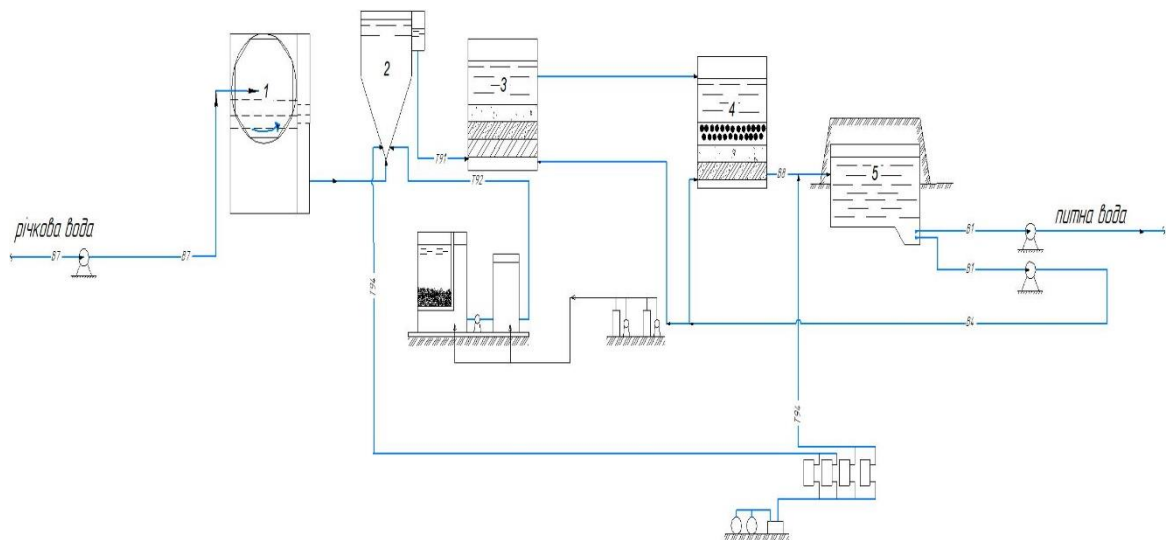 1
2
3
4
5
річкова вода
В7
В7
Т91
Т92
Т94
В8
В1
питна вода
В1
В4
Т94